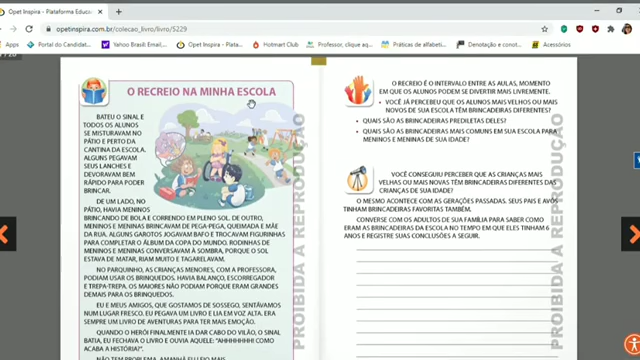 Opet Inspira - Plataforma Educ
opetinspira.com.br/colecao_livro/livro/5229
Apps
Portal do Candidat...
Yahoo Brasil Email,...
Opet Inspira - Plata...
Hotmart Club
Professor, clique aq...
Práticas de alfabeti...
Denotação e conot...
Acessórios
O RECREIO NA MINHA ESCOLA
BATEU O SINAL E
TODOS OS ALUNOS
SE MISTURAVAM NO
PÁTIO E PERTO DA
CANTINA DA ESCOLA.
ALGUNS PEGAVAM
SEUS LANCHES E
DEVORAVAM BEM
RÁPIDO PARA PODER
BRINCAR.
DE UM LADO, NO
PÁTIO, HAVIA MENINOS
BRINCANDO DE BOLA E CORRENDO EM PLENO SOL. DE OUTRO,
MENINOS E MENINAS BRINCAVAM DE PEGA-PEGA, QUEIMADA E MÃE
DA RUA. ALGUNS GAROTOS JOGAVAM BAFO E TROCAVAM FIGURINHAS
PARA COMPLETAR O ÁLBUM DA COPA DO MUNDO. RODINHAS DE
MENINOS E MENINAS CONVERSAVAM À SOMBRA, PORQUE O SOL
ESTAVA DE MATAR, RIAM MUITO E TAGARELAVAM.
NO PARQUINHO, AS CRIANÇAS MENORES, COM A PROFESSORA,
PODIAM USAR OS BRINQUEDOS. HAVIA BALANÇO, ESCORREGADOR
E TREPA-TREPA. OS MAIORES NÃO PODIAM PORQUE ERAM GRANDES
DEMAIS PARA OS BRINQUEDOS.
EU E MEUS AMIGOS, QUE GOSTAMOS DE SOSSEGO, SENTÁVAMOS
NUM LUGAR FRESCO. EU PEGAVA UM LIVRO E LIA EM VOZ ALTA. ERA
SEMPRE UM LIVRO DE AVENTURAS PARA TER MAIS EMOÇÃO.
QUANDO O HERÓI FINALMENTE IA DAR CABO DO VILÃO, O SINAL
BATIA, EU FECHAVA O LIVRO E OUVIA AQUELE: "AHHHHHHHH! COMO
ACABA A HISTÓRIA?".
NÃO TEM PROBLEMA, AMANHÃ EU LEIO MAIS
PROIBIDA A REPRODUÇÃO
O RECREIO É O INTERVALO ENTRE AS AULAS, MOMENTO
EM QUE OS ALUNOS PODEM SE DIVERTIR MAIS LIVREMENTE.
• VOCÊ JÁ PERCEBEU QUE OS ALUNOS MAIS VELHOS OU MAIS
NOVOS DE SUA ESCOLA TÊM BRINCADEIRAS DIFERENTES?
• QUAIS SÃO AS BRINCADEIRAS PREDILETAS DELES?
• QUAIS SÃO AS BRINCADEIRAS MAIS COMUNS EM SUA ESCOLA PARA
MENINOS E MENINAS DE SUA IDADE?
VOCÊ CONSEGUIU PERCEBER QUE AS CRIANÇAS MAIS
VELHAS OU MAIS NOVAS TÊM BRINCADEIRAS DIFERENTES DAS
CRIANÇAS DE SUA IDADE?
O MESMO ACONTECE COM AS GERAÇÕES PASSADAS. SEUS PAIS E AVÓS
TINHAM BRINCADEIRAS FAVORITAS TAMBÉM.
CONVERSE COM OS ADULTOS DE SUA FAMÍLIA PARA SABER COMO
ERAM AS BRINCADEIRAS DA ESCOLA NO TEMPO EM QUE ELES TINHAM 6
ANOS E REGISTRE SUAS CONCLUSÕES A SEGUIR.
PROIBIDA A REPRODUÇÃO